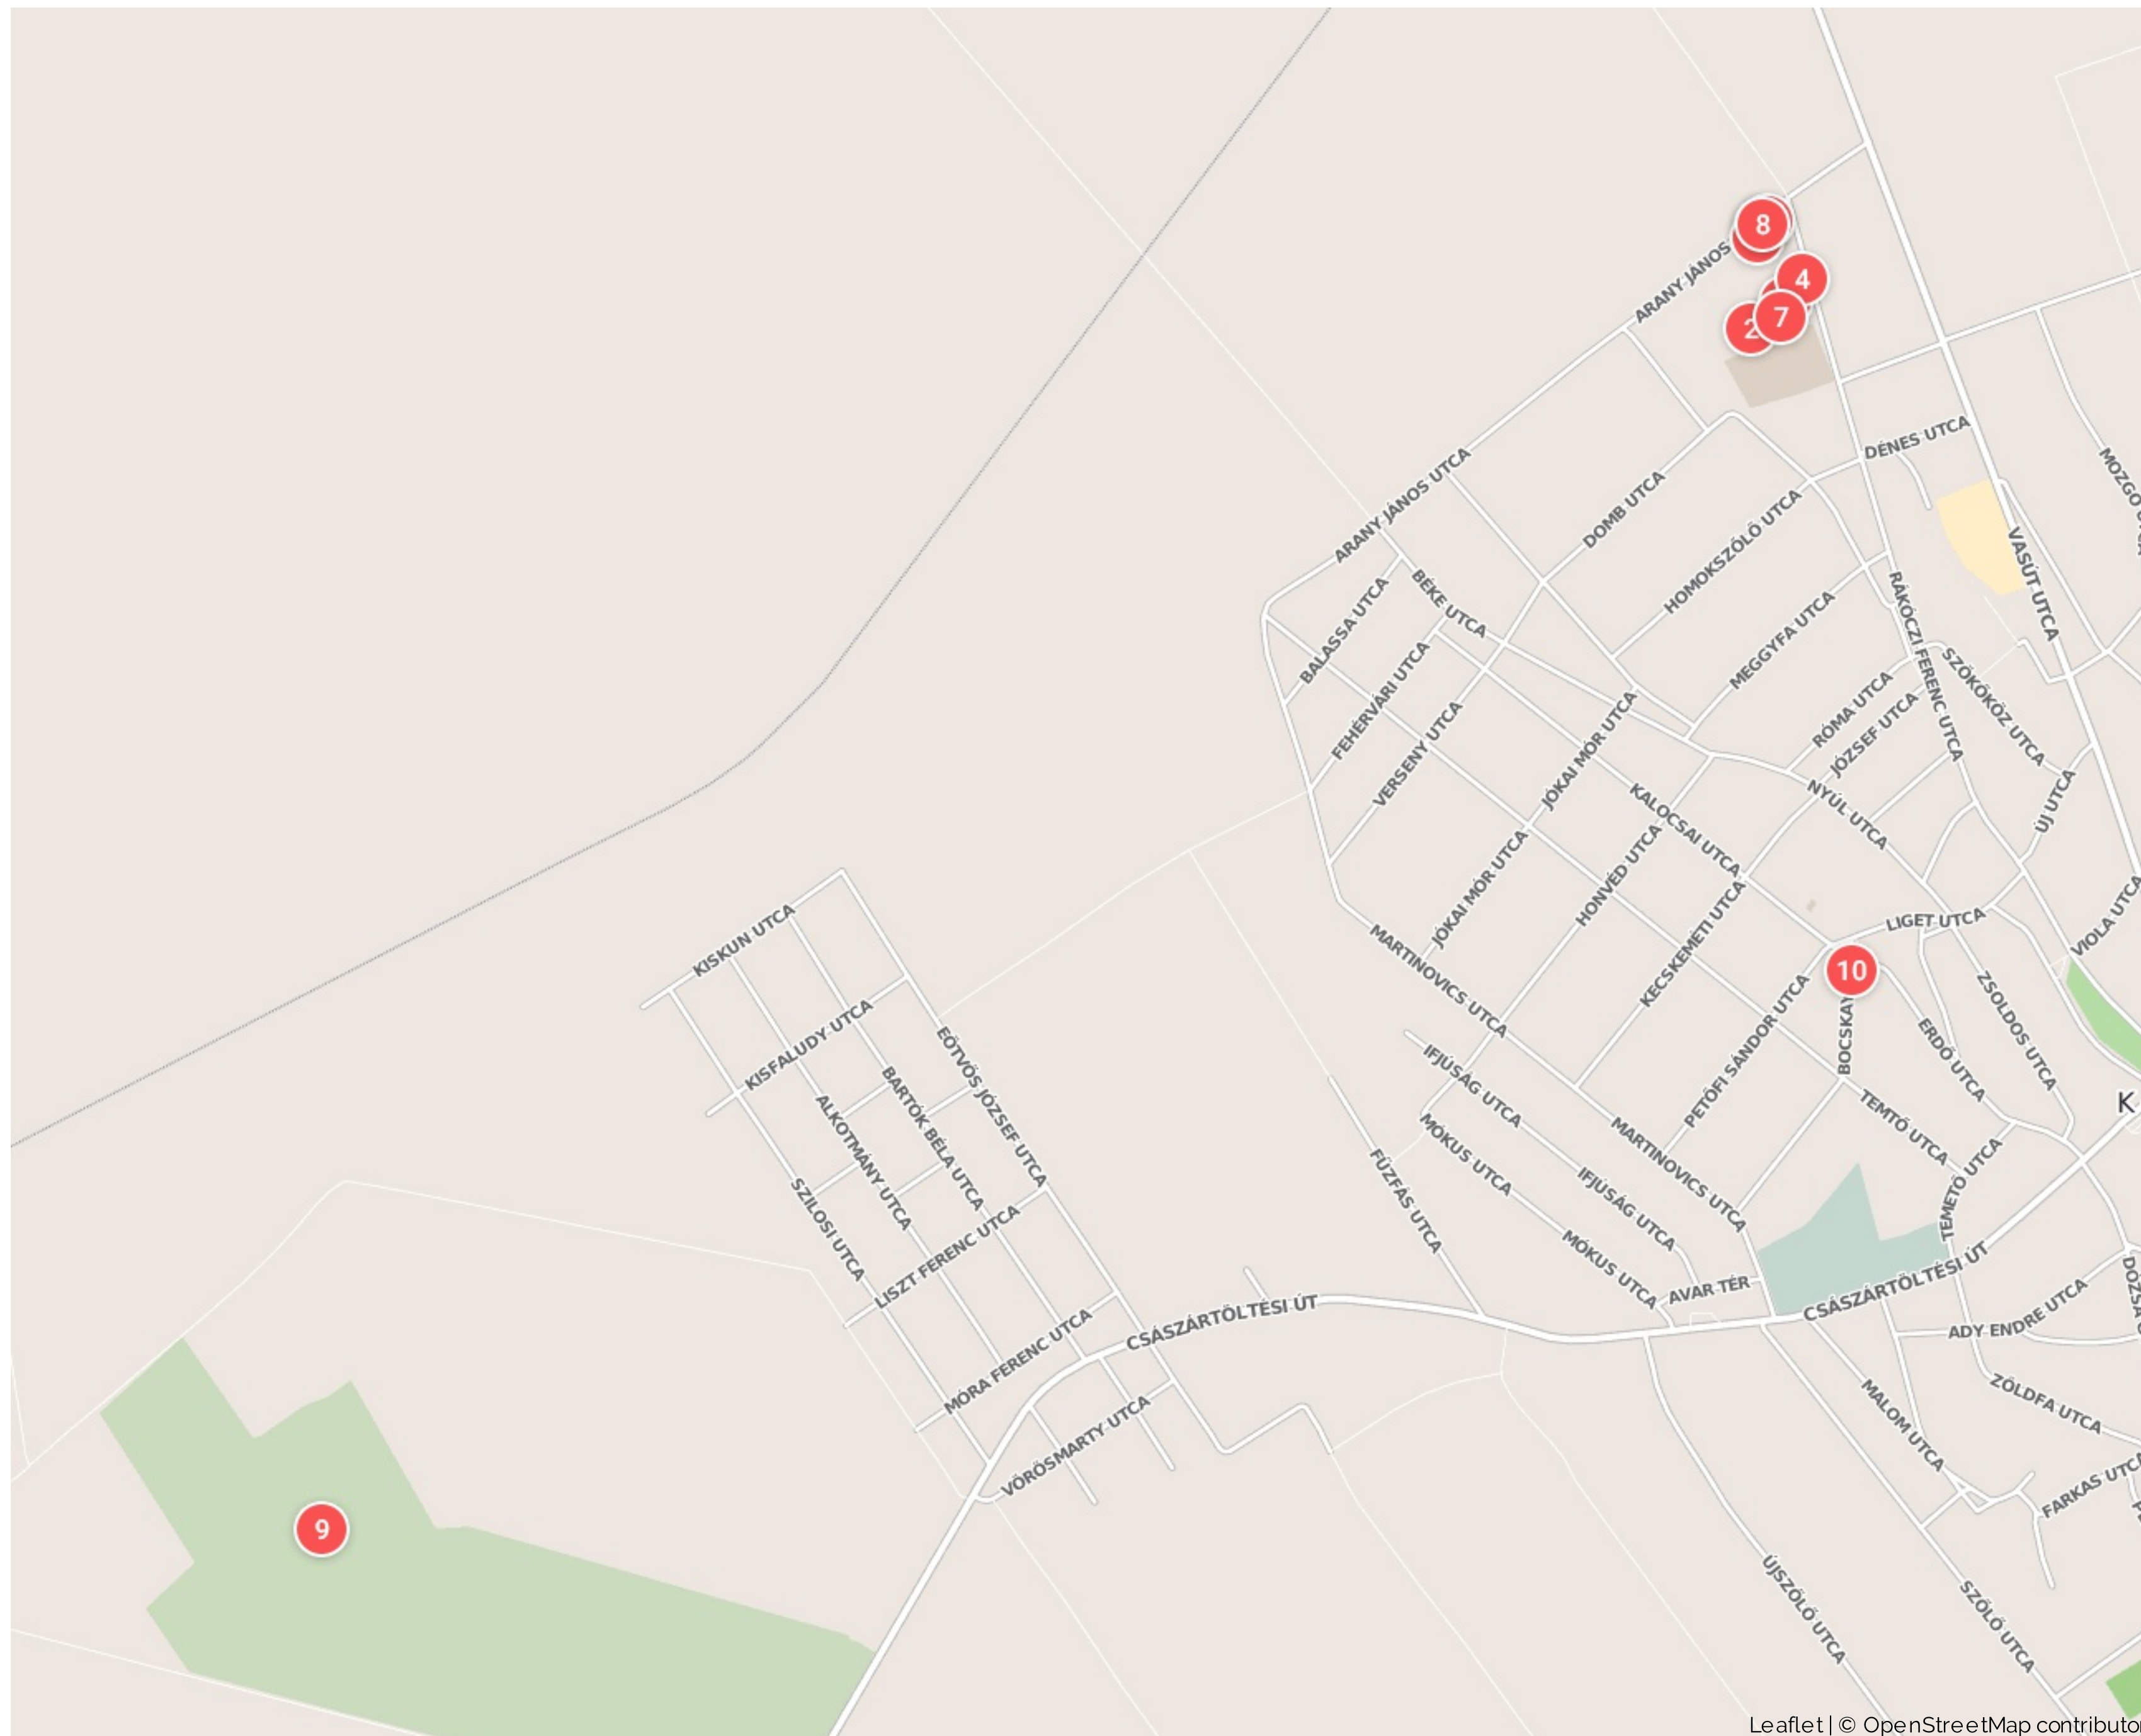 8
ARANY JÁNOS
4
7
2
DÉNES UTCA
ARANY JÁNOS UTCA
DOMB UTCA
HOMOKSZŐLŐ UTCA
VASÚT UTCA
BÉKE UTCA
BALASSA UTCA
RÁKÓCZI FERENC UTCA
MEGGYFA UTCA
FEHÉRVÁRI UTCA
SZŐKŐKÖZ UTCA
RÓMA UTCA
JÓZSEF UTCA
VERSENY UTCA
JÓKAI MÓR UTCA
KALOCSAI UTCA
NYÚL UTCA
ÚJ UTCA
JÓKAI MÓR UTCA
HONVÉD UTCA
KECSKEMÉTI UTCA
LIGET UTCA
VIOLA UTCA
KISKUN UTCA
MARTINOVICS UTCA
10
PETŐFI SÁNDOR UTCA
BOCSKAY
ERDŐ UTCA
ZSOLDOS UTCA
KISFALUDY UTCA
EÖTVÖS JÓZSEF UTCA
IFJÚSÁG UTCA
BARTÓK BÉLA UTCA
ALKOTMÁNY UTCA
TEMTŐ UTCA
K
MÓKUS UTCA
MARTINOVICS UTCA
TEMETŐ UTCA
FŰZFÁS UTCA
IFJÚSÁG UTCA
SZILOSI UTCA
LISZT FERENC UTCA
MÓKUS UTCA
AVAR TÉR
CSÁSZÁRTÖLTÉSI ÚT
CSÁSZÁRTÖLTÉSI ÚT
ADY ENDRE UTCA
MÓRA FERENC UTCA
ZÖLDFA UTCA
MALOM UTCA
VÖRÖSMARTY UTCA
FARKAS UTCA
9
ÚJSZŐLŐ UTCA
SZŐLŐ UTCA
Leaflet | © OpenStreetMap contributo